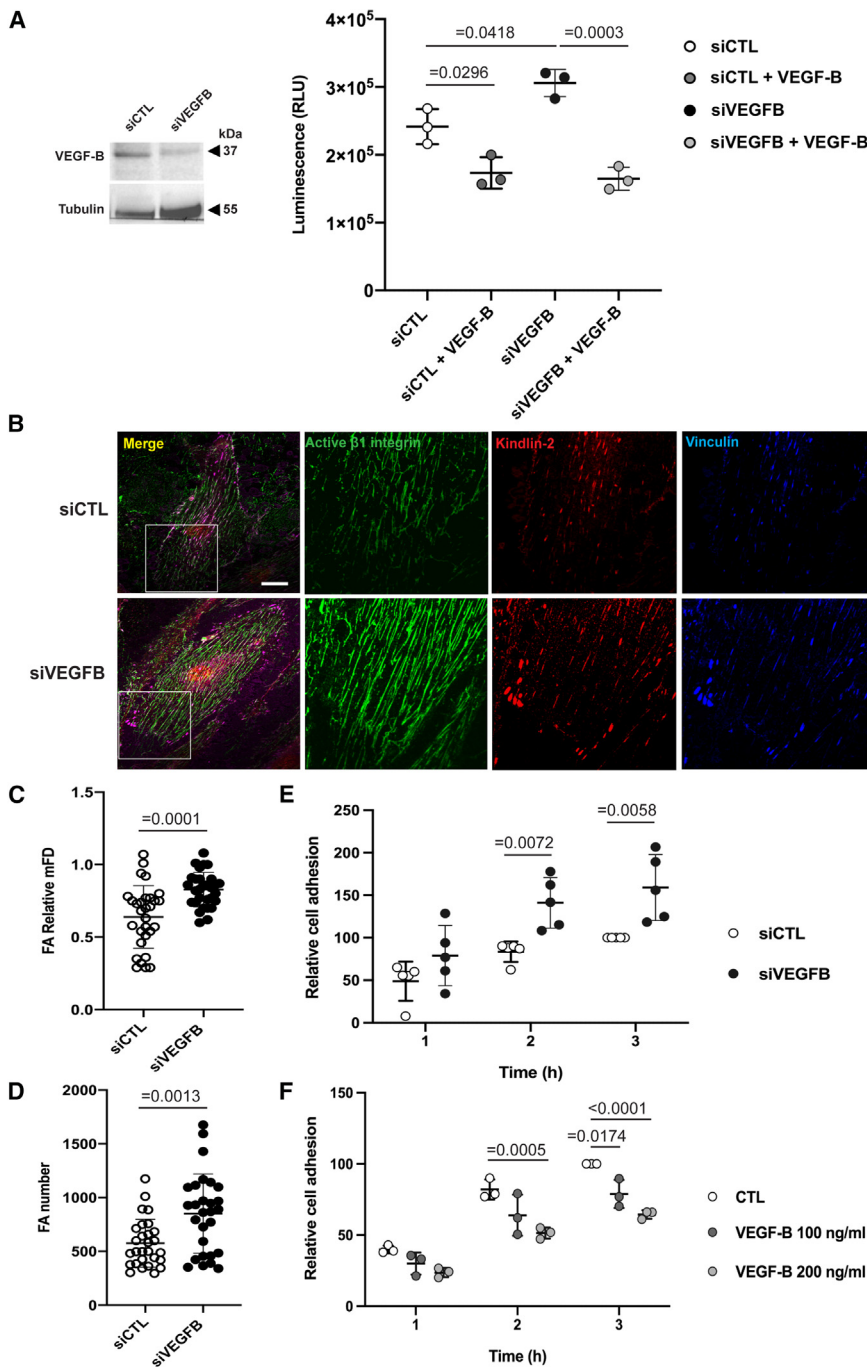 A
siCTL
siVEGFB
kDa
VEGF-B
37
Tubulin
55
Luminescence (RLU)
4×10⁵
3×10⁵
2×10⁵
1×10⁵
0
=0.0418
=0.0003
=0.0296
siCTL
siCTL + VEGF-B
siVEGFB
siVEGFB + VEGF-B
siCTL
siCTL + VEGF-B
siVEGFB
siVEGFB + VEGF-B
B
Merge
Active β1 integrin
Kindlin-2
Vinculin
siCTL
siVEGFB
C
FA Relative mFD
1.5
1.0
0.5
0.0
=0.0001
siCTL
siVEGFB
E
Relative cell adhesion
250
200
150
100
50
0
=0.0072
=0.0058
1
2
3
Time (h)
siCTL
siVEGFB
D
FA number
2000
1500
1000
500
0
=0.0013
siCTL
siVEGFB
F
Relative cell adhesion
150
100
50
0
=0.0005
<0.0001
=0.0174
1
2
3
Time (h)
CTL
VEGF-B 100 ng/ml
VEGF-B 200 ng/ml